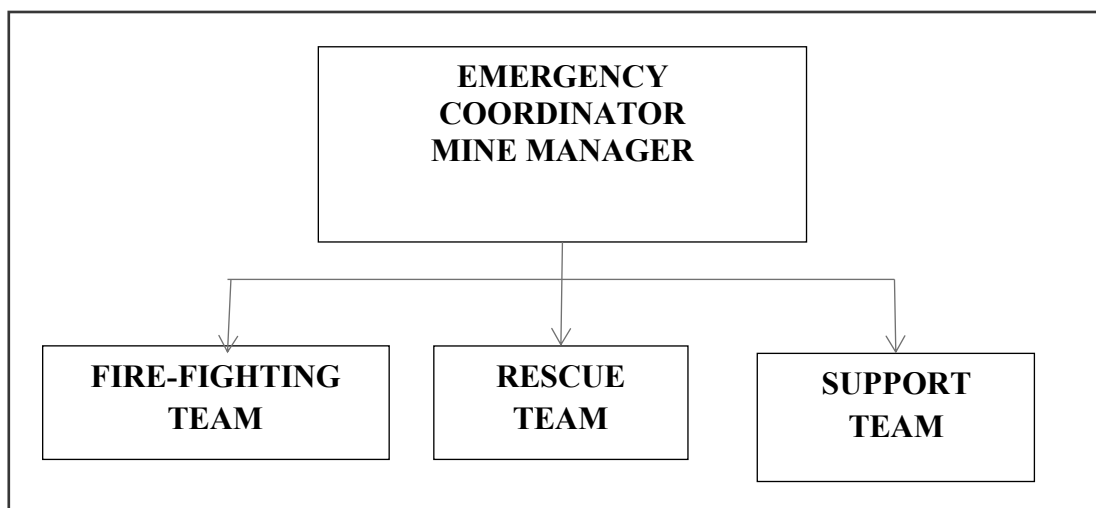 EMERGENCY
COORDINATOR
MINE MANAGER
FIRE-FIGHTING
TEAM
RESCUE
TEAM
SUPPORT
TEAM